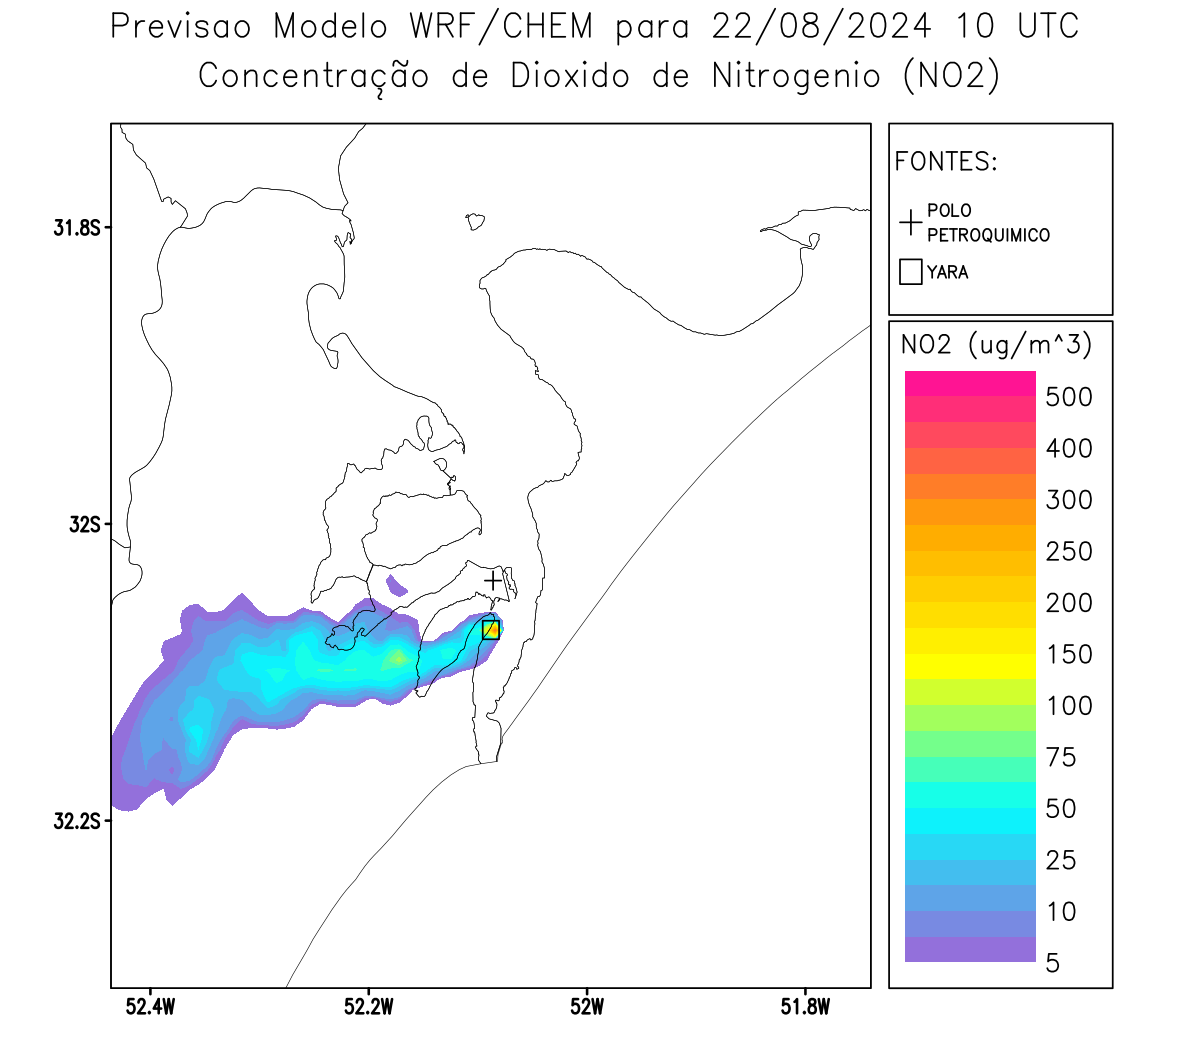 Previsao Modelo WRF/CHEM para 22/08/2024 10 UTC
Concentração de Dioxido de Nitrogenio (NO2)
FONTES:
POLO
PETROQUIMICO
YARA
NO2 (ug/m^3)
500
400
300
250
200
150
100
75
50
25
10
5
31.8S
32S
32.2S
52.4W
52.2W
52W
51.8W